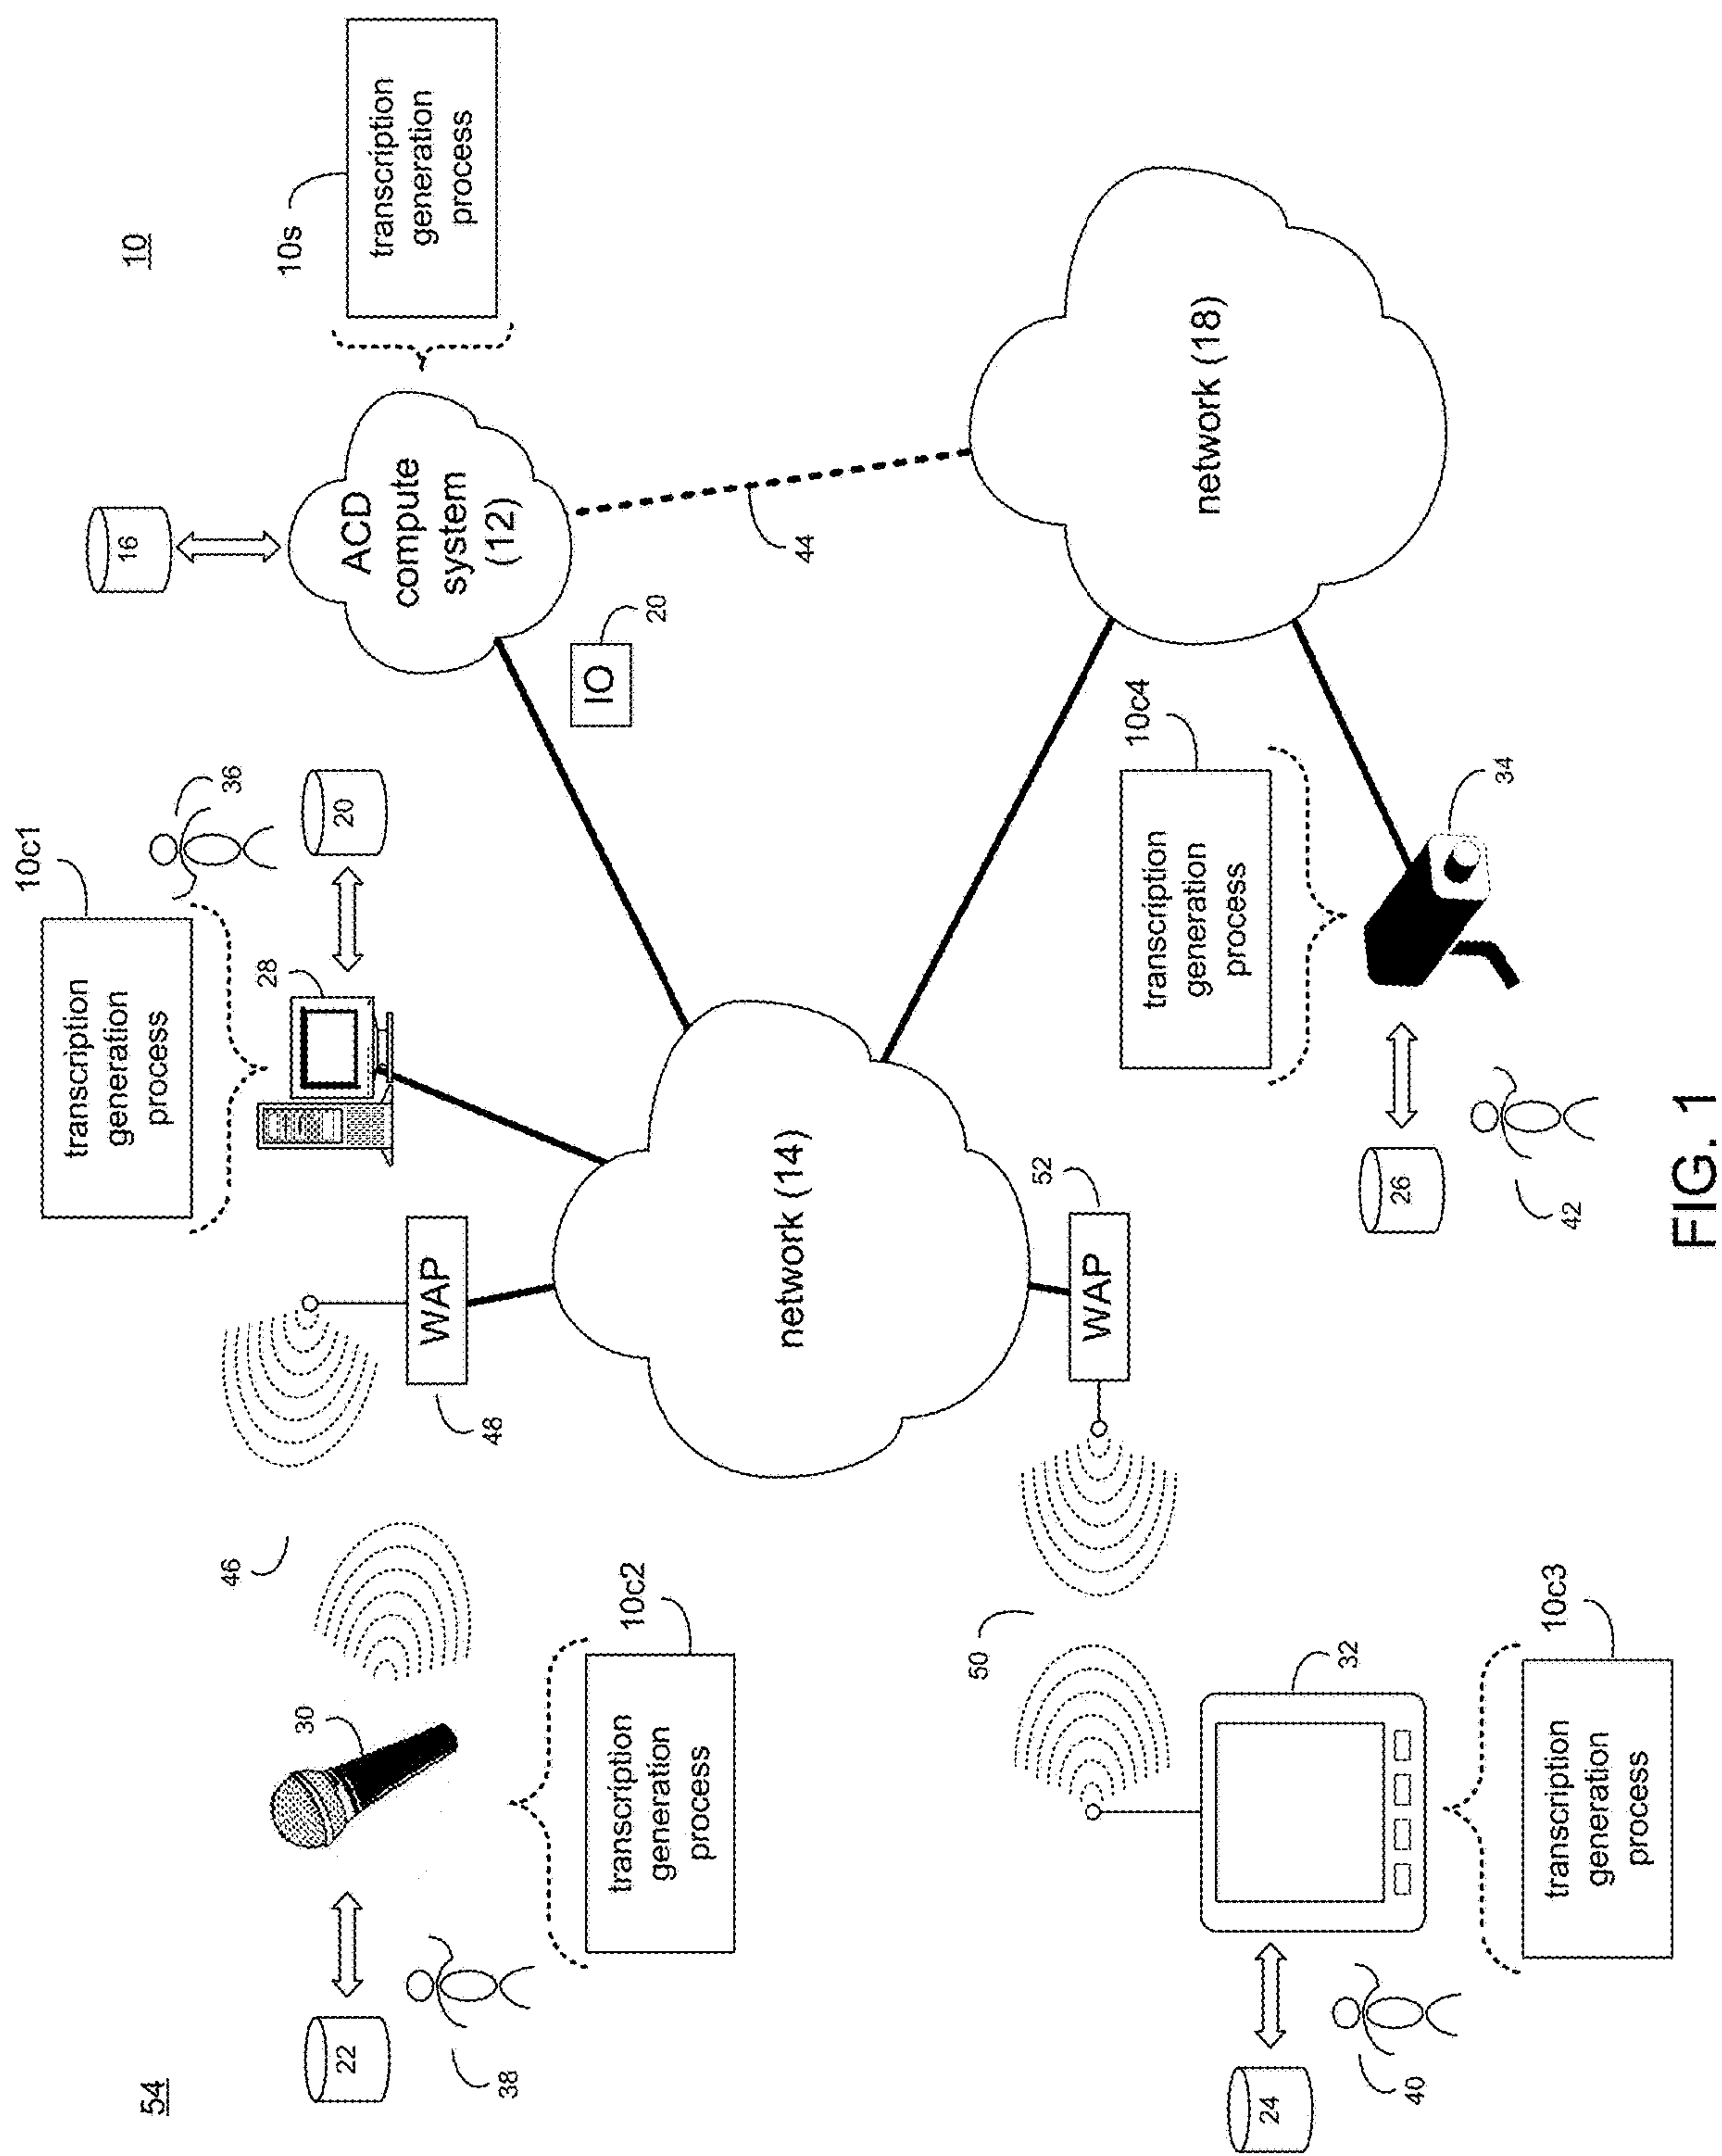 54
10
22
38
30
46
transcription
generation
process
10c2
48
WAP
transcription
generation
process
10c1
28
36
20
16
ACD
compute
system
(12)
10s
transcription
generation
process
IO
20
44
network (14)
network (18)
24
40
50
32
transcription
generation
process
10c3
WAP
52
transcription
generation
process
10c4
26
42
34
FIG. 1